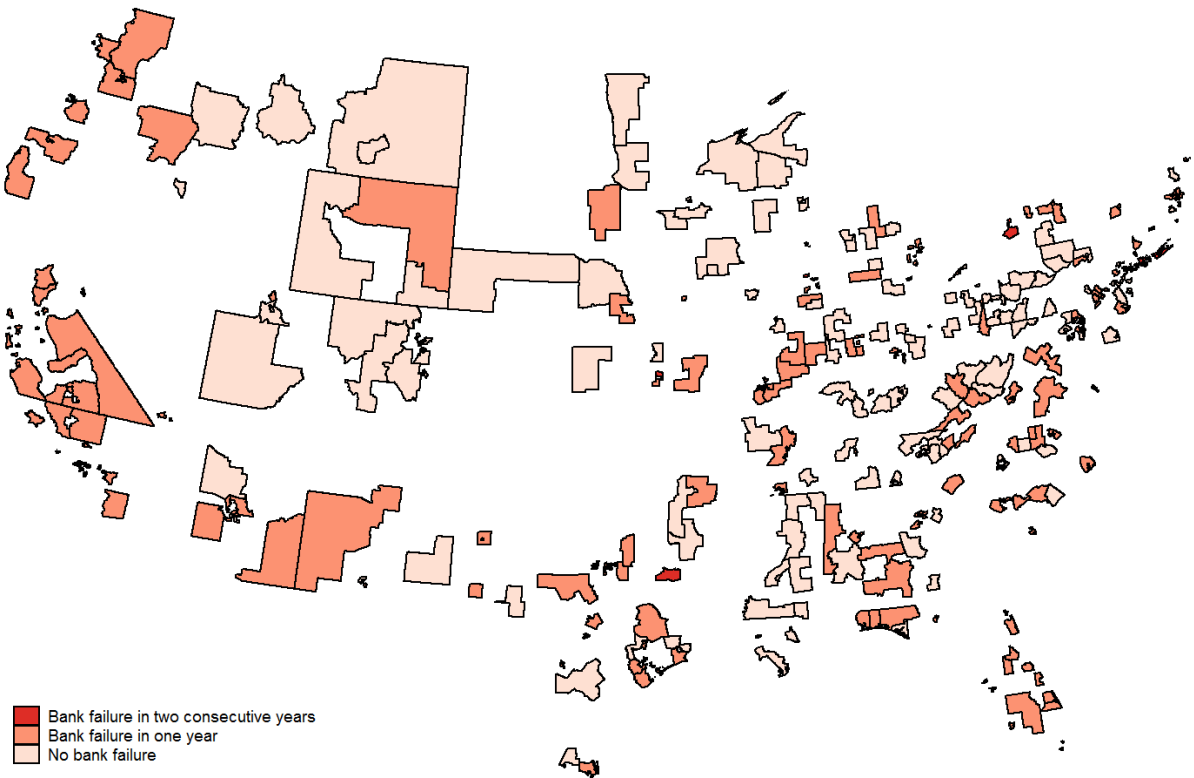 Bank failure in two consecutive years
Bank failure in one year
No bank failure